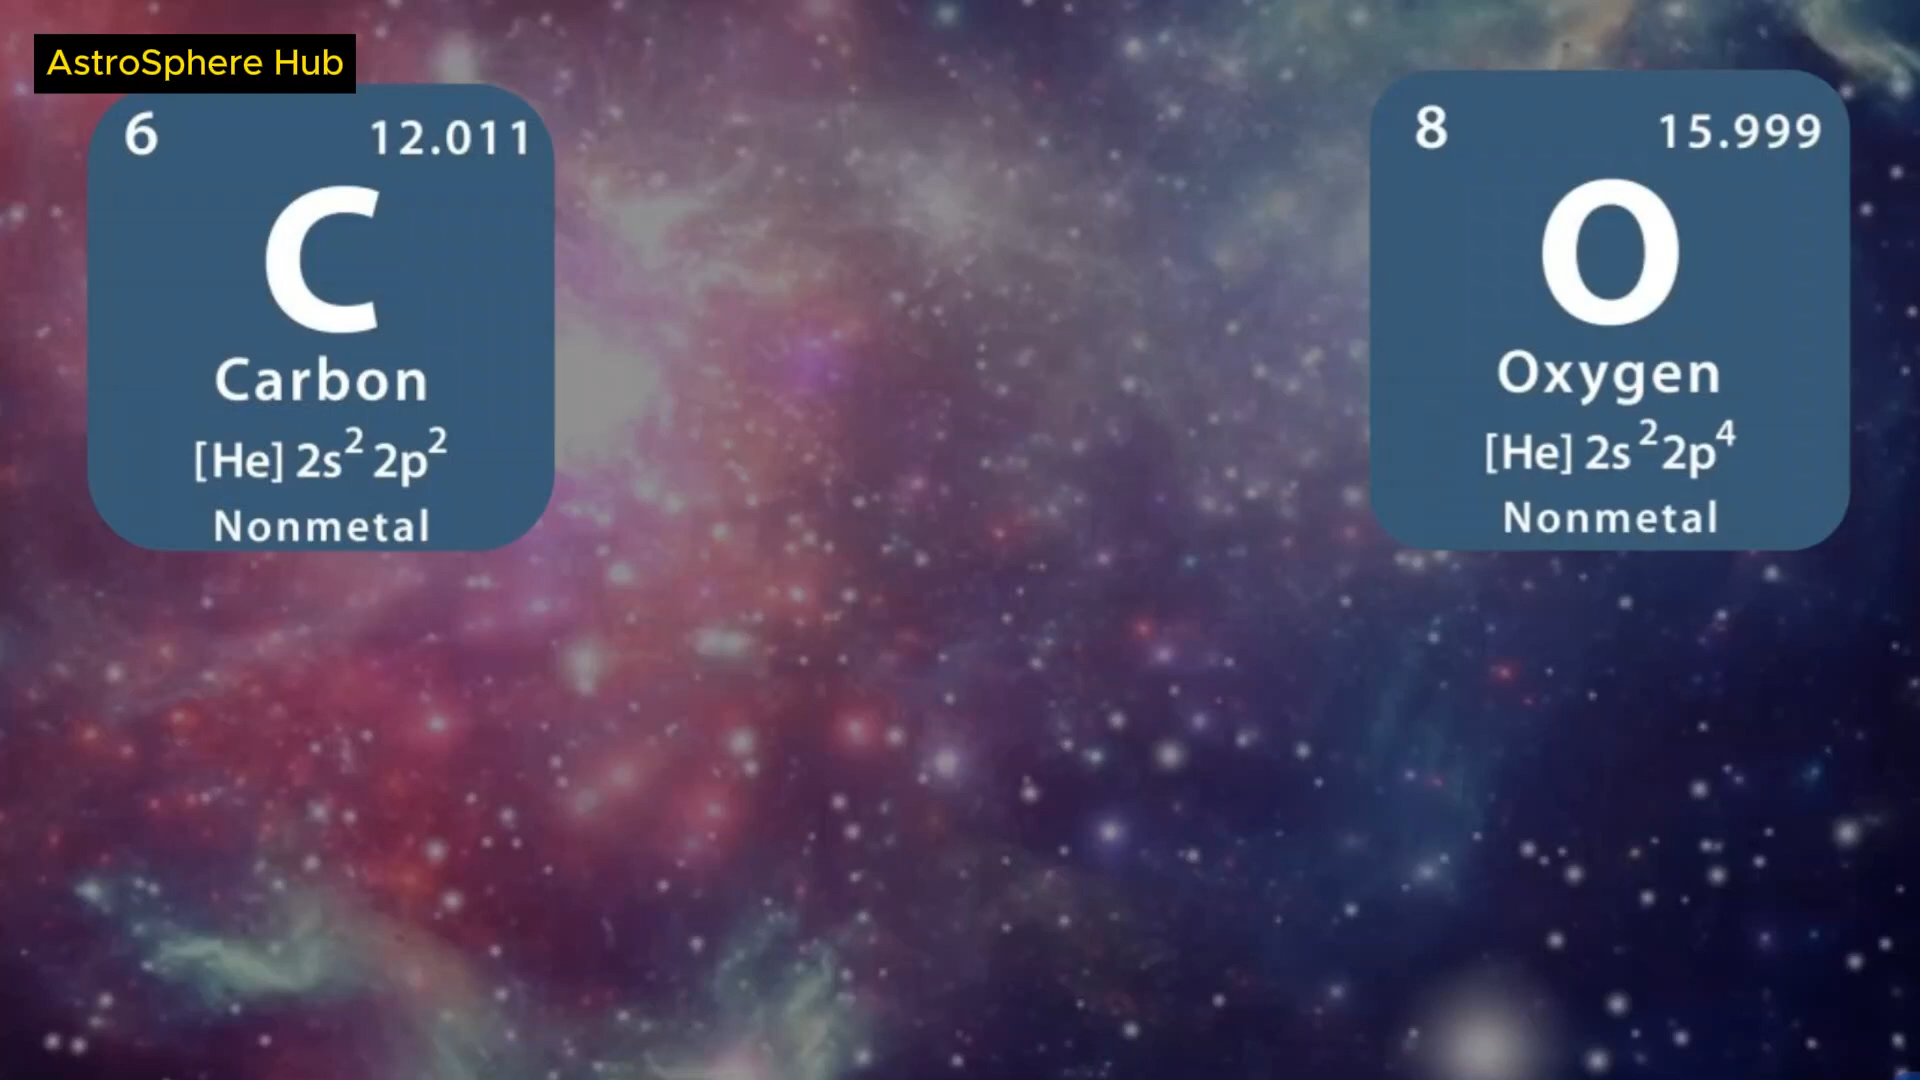 AstroSphere Hub
6 12.011
C
Carbon
[He] 2s² 2p²
Nonmetal
8 15.999
O
Oxygen
[He] 2s² 2p⁴
Nonmetal